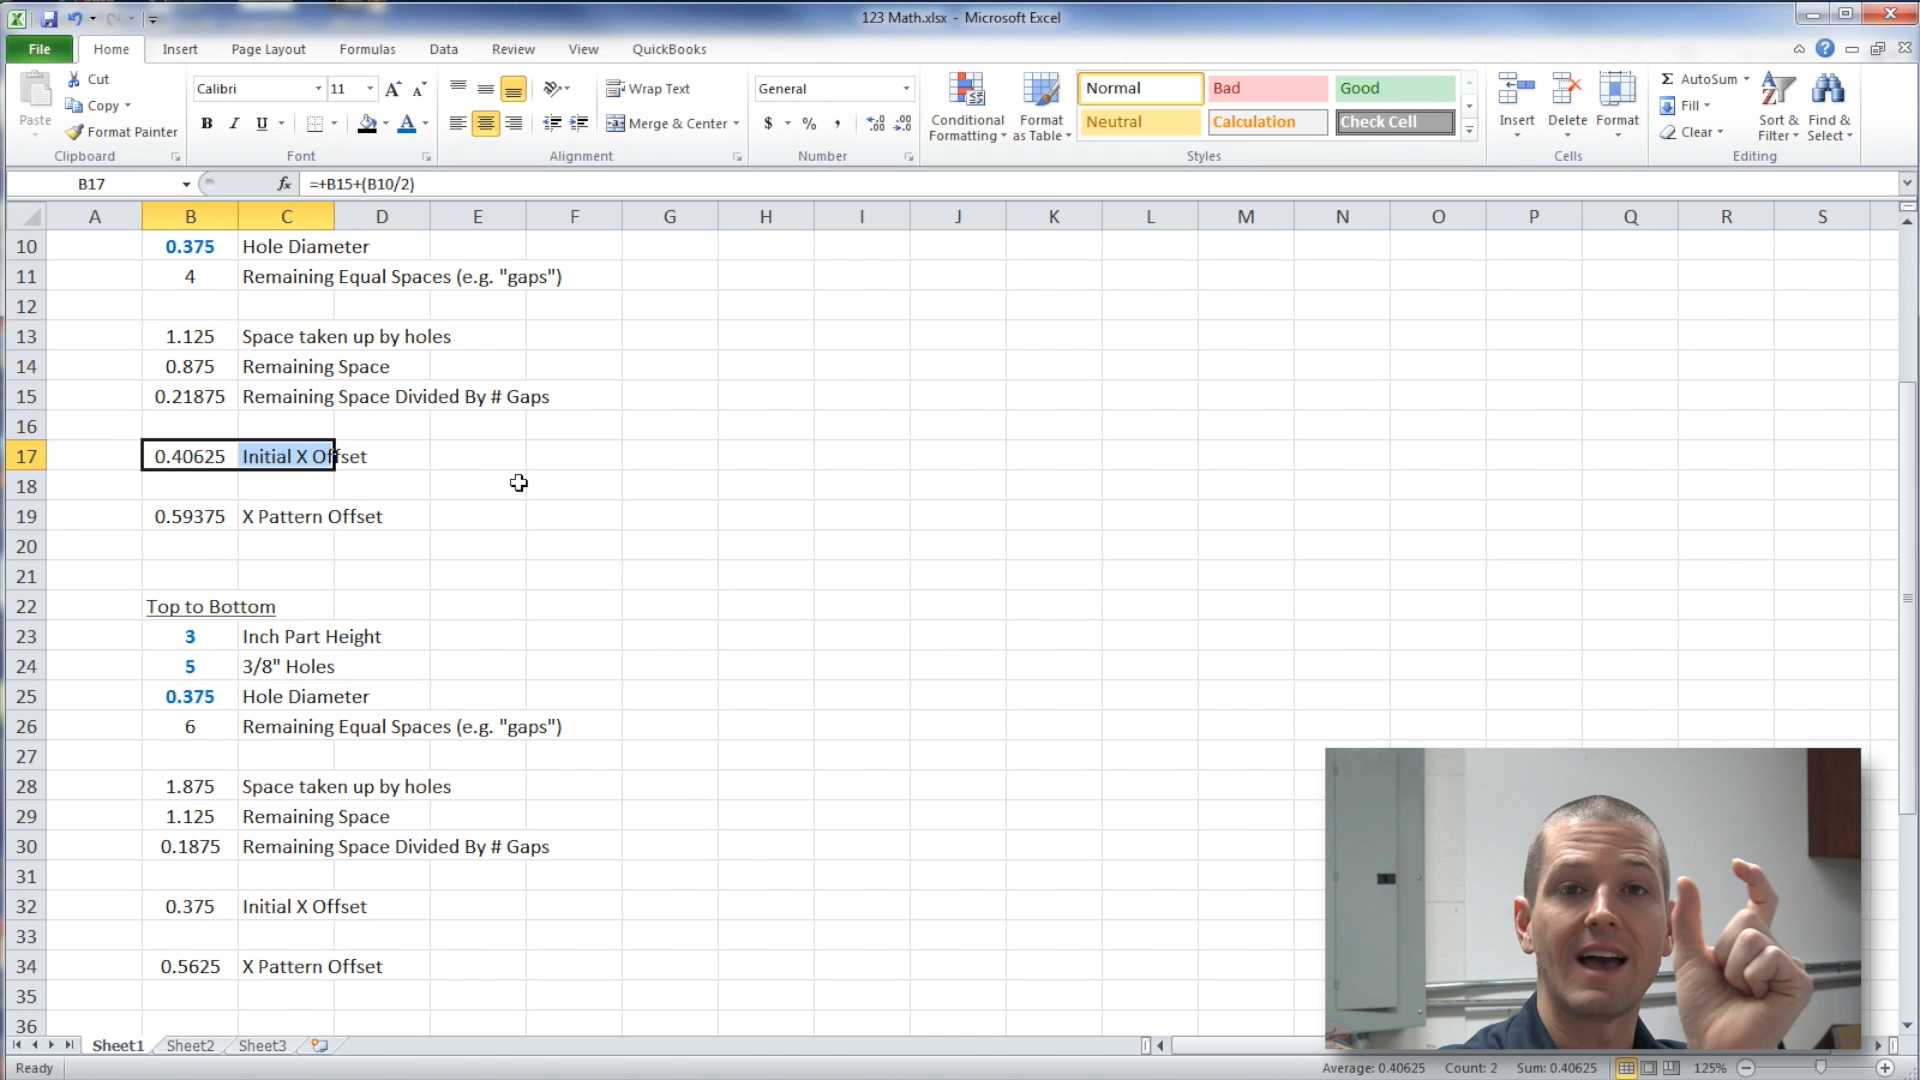 123 Math.xlsx - Microsoft Excel
File Home Insert Page Layout Formulas Data Review View QuickBooks
Paste
Cut
Copy
Format Painter
Clipboard
Calibri 11
B I U
Font
Wrap Text
Merge & Center
Alignment
General
$ % ,
Number
Conditional Formatting
Format as Table
Normal Bad Good
Neutral Calculation Check Cell
Styles
Insert Delete Format
Cells
Σ AutoSum
Fill
Clear
Sort & Filter
Find & Select
Editing
B17 fx =+B15+(B10/2)
A B C D E F G H I J K L M N O P Q R S
10 0.375 Hole Diameter
11 4 Remaining Equal Spaces (e.g. "gaps")
12
13 1.125 Space taken up by holes
14 0.875 Remaining Space
15 0.21875 Remaining Space Divided By # Gaps
16
17 0.40625 Initial X Offset
18
19 0.59375 X Pattern Offset
20
21
22 Top to Bottom
23 3 Inch Part Height
24 5 3/8" Holes
25 0.375 Hole Diameter
26 6 Remaining Equal Spaces (e.g. "gaps")
27
28 1.875 Space taken up by holes
29 1.125 Remaining Space
30 0.1875 Remaining Space Divided By # Gaps
31
32 0.375 Initial X Offset
33
34 0.5625 X Pattern Offset
35
36
Sheet1 Sheet2 Sheet3
Ready Average: 0.40625 Count: 2 Sum: 0.40625 125%